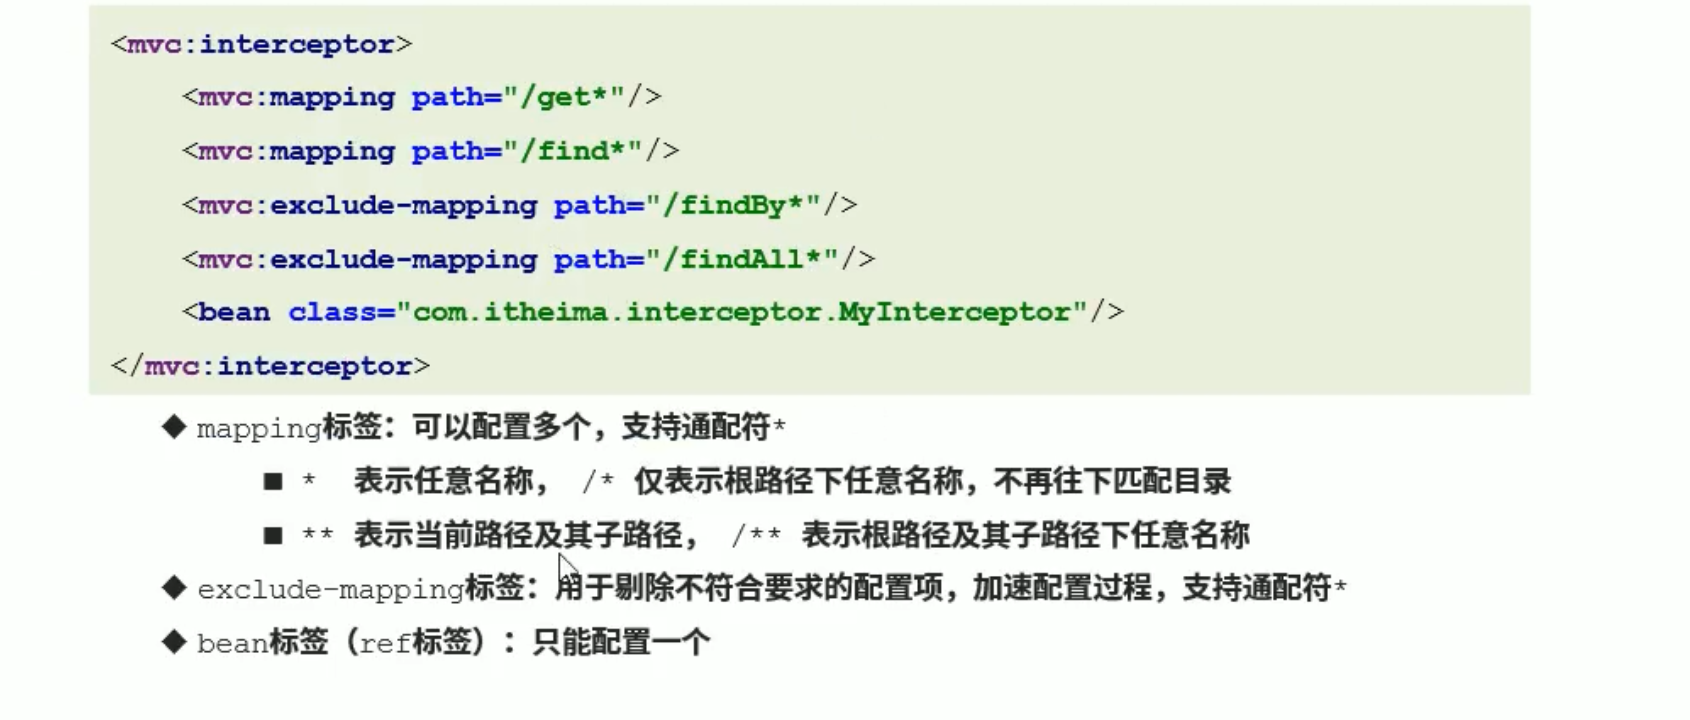 <mvc:interceptor>
<mvc:mapping path="/get*"/>
<mvc:mapping path="/find*"/>
<mvc:exclude-mapping path="/findBy*"/>
<mvc:exclude-mapping path="/findAll*"/>
<bean class="com.itheima.interceptor.MyInterceptor"/>
</mvc:interceptor>
◆ mapping标签：可以配置多个，支持通配符*
■ * 表示任意名称， /* 仅表示根路径下任意名称，不再往下匹配目录
■ ** 表示当前路径及其子路径， /** 表示根路径及其子路径下任意名称
◆ exclude-mapping标签：用于剔除不符合要求的配置项，加速配置过程，支持通配符*
◆ bean标签（ref标签）：只能配置一个